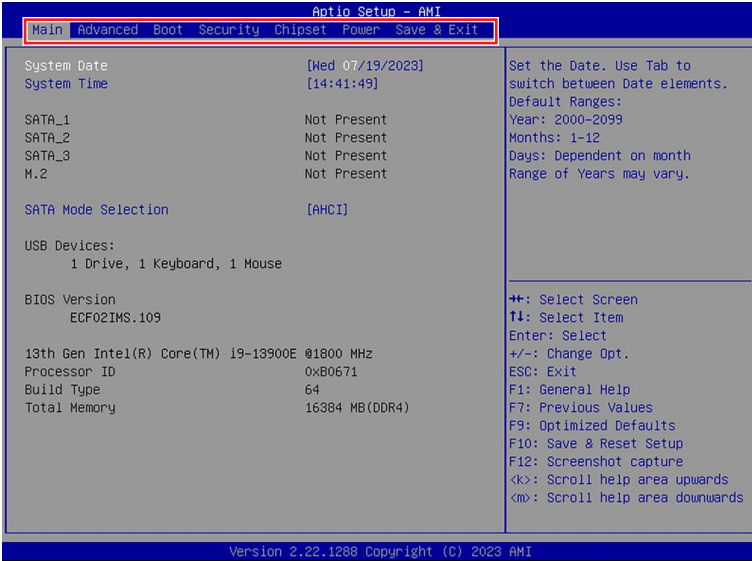 Aptio Setup – AMI
Main Advanced Boot Security Chipset Power Save & Exit
System Date [Wed 07/19/2023]
System Time [14:41:49]
SATA_1 Not Present
SATA_2 Not Present
SATA_3 Not Present
M.2 Not Present
SATA Mode Selection [AHCI]
USB Devices:
1 Drive, 1 Keyboard, 1 Mouse
BIOS Version
ECF02IMS.109
13th Gen Intel(R) Core(TM) i9-13900E @1800 MHz
Processor ID 0xB0671
Build Type 64
Total Memory 16384 MB(DDR4)
Set the Date. Use Tab to
switch between Date elements.
Default Ranges:
Year: 2000-2099
Months: 1-12
Days: Dependent on month
Range of Years may vary.
→←: Select Screen
↑↓: Select Item
Enter: Select
+/-: Change Opt.
ESC: Exit
F1: General Help
F7: Previous Values
F9: Optimized Defaults
F10: Save & Reset Setup
F12: Screenshot capture
<k>: Scroll help area upwards
<m>: Scroll help area downwards
Version 2.22.1288 Copyright (C) 2023 AMI